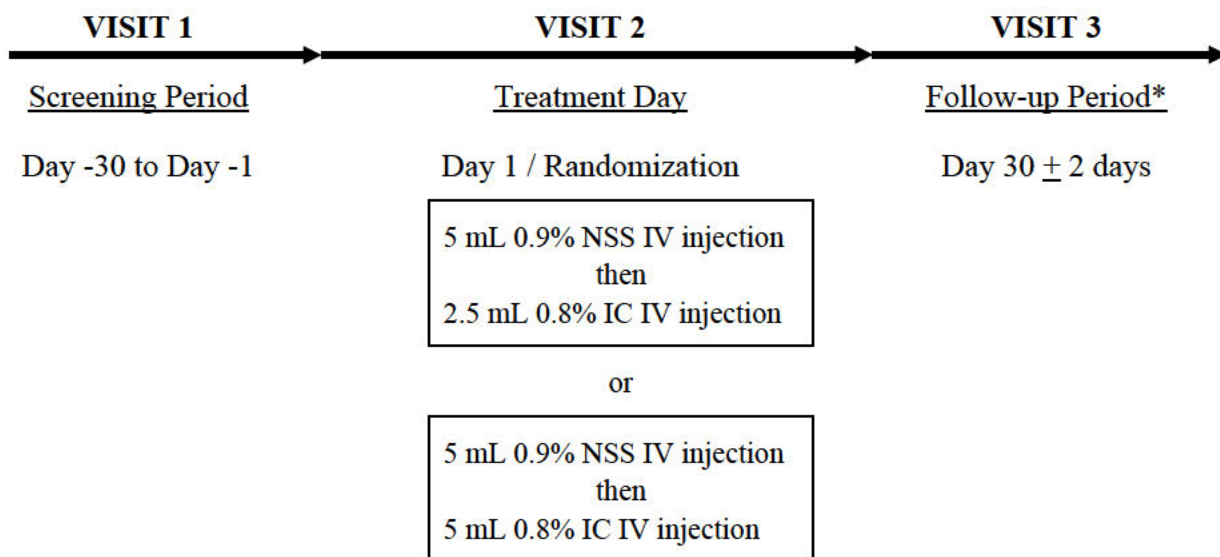 VISIT 1 VISIT 2 VISIT 3
Screening Period Treatment Day Follow-up Period*
Day -30 to Day -1 Day 1 / Randomization Day 30 ± 2 days
5 mL 0.9% NSS IV injection
then
2.5 mL 0.8% IC IV injection
or
5 mL 0.9% NSS IV injection
then
5 mL 0.8% IC IV injection